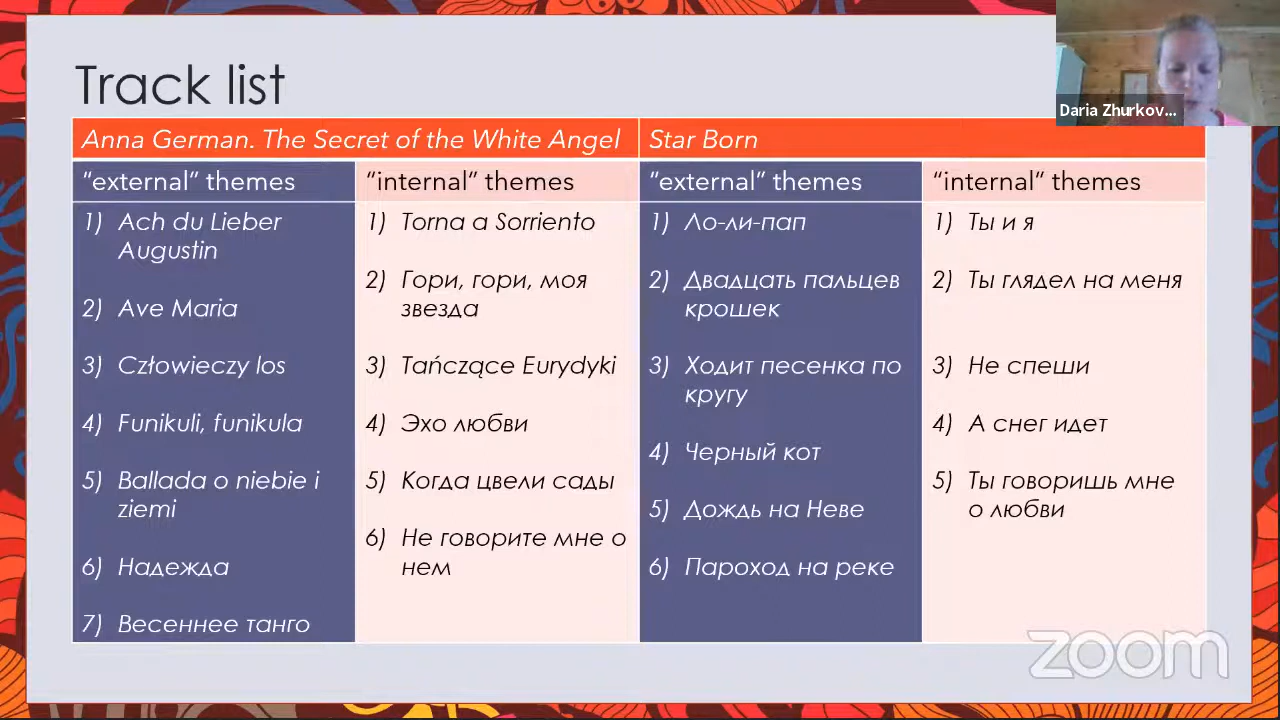 Track list
Daria Zhurkov...
Anna German. The Secret of the White Angel
Star Born
“external“ themes
“internal“ themes
“external“ themes
“internal“ themes
1) Ach du Lieber
Augustin
2) Ave Maria
3) Człowieczy los
4) Funikuli, funikula
5) Ballada o niebie i
ziemi
6) Надежда
7) Весеннее танго
1) Torna a Sorriento
2) Гори, гори, моя
звезда
3) Tańczące Eurydyki
4) Эхо любви
5) Когда цвели сады
6) Не говорите мне о
нем
1) Ло-ли-пап
2) Двадцать пальцев
крошек
3) Ходит песенка по
кругу
4) Черный кот
5) Дождь на Неве
6) Пароход на реке
1) Ты и я
2) Ты глядел на меня
3) Не спеши
4) А снег идет
5) Ты говоришь мне
о любви
zoom